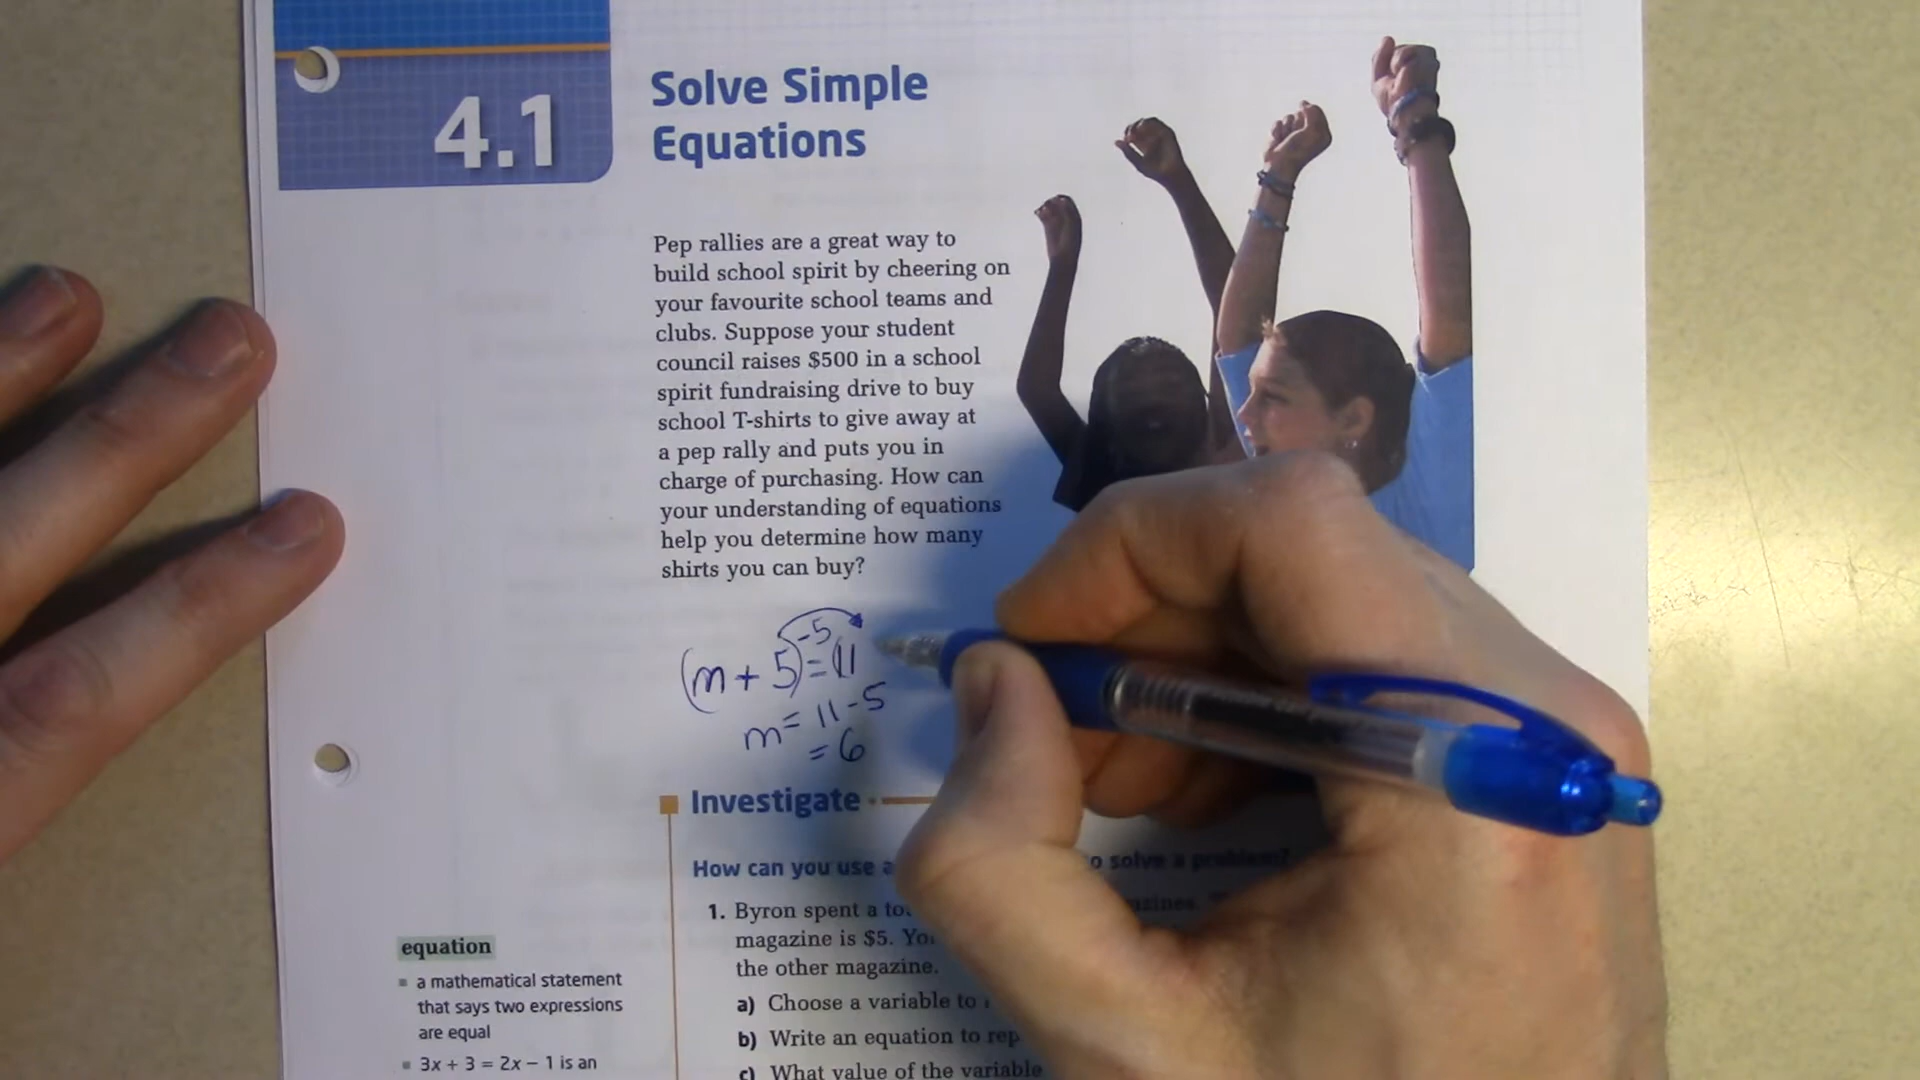 4.1
Solve Simple
Equations
Pep rallies are a great way to
build school spirit by cheering on
your favourite school teams and
clubs. Suppose your student
council raises $500 in a school
spirit fundraising drive to buy
school T-shirts to give away at
a pep rally and puts you in
charge of purchasing. How can
your understanding of equations
help you determine how many
shirts you can buy?
-5
(m + 5) = (11
m = 11 - 5
= 6
Investigate
How can you use a o solve a problem?
1. Byron spent a to
magazine is $5. Yo
the other magazine.
a) Choose a variable to
b) Write an equation to rep
c) What value of the variable
equation
▪ a mathematical statement
that says two expressions
are equal
▪ 3x + 3 = 2x − 1 is an